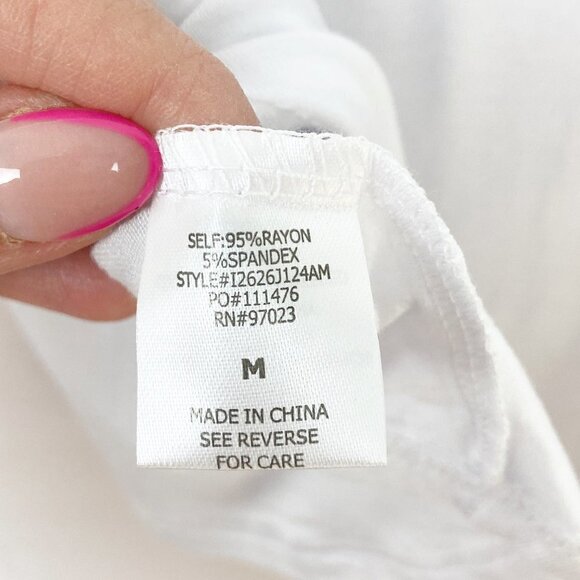 SELF:95%RAYON
5%SPANDEX
STYLE#I2626J124AM
PO#111476
RN#97023
M
MADE IN CHINA
SEE REVERSE
FOR CARE